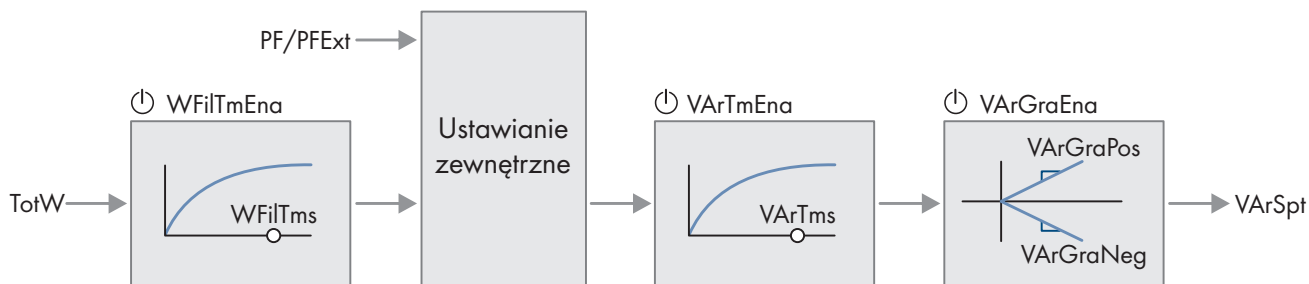 PF/PFExt
WFilTmEna
VArTmEna
VArGraEna
Ustawianie
zewnętrzne
VArGraPos
TotW
WFilTms
VArTms
VArSpt
VArGraNeg